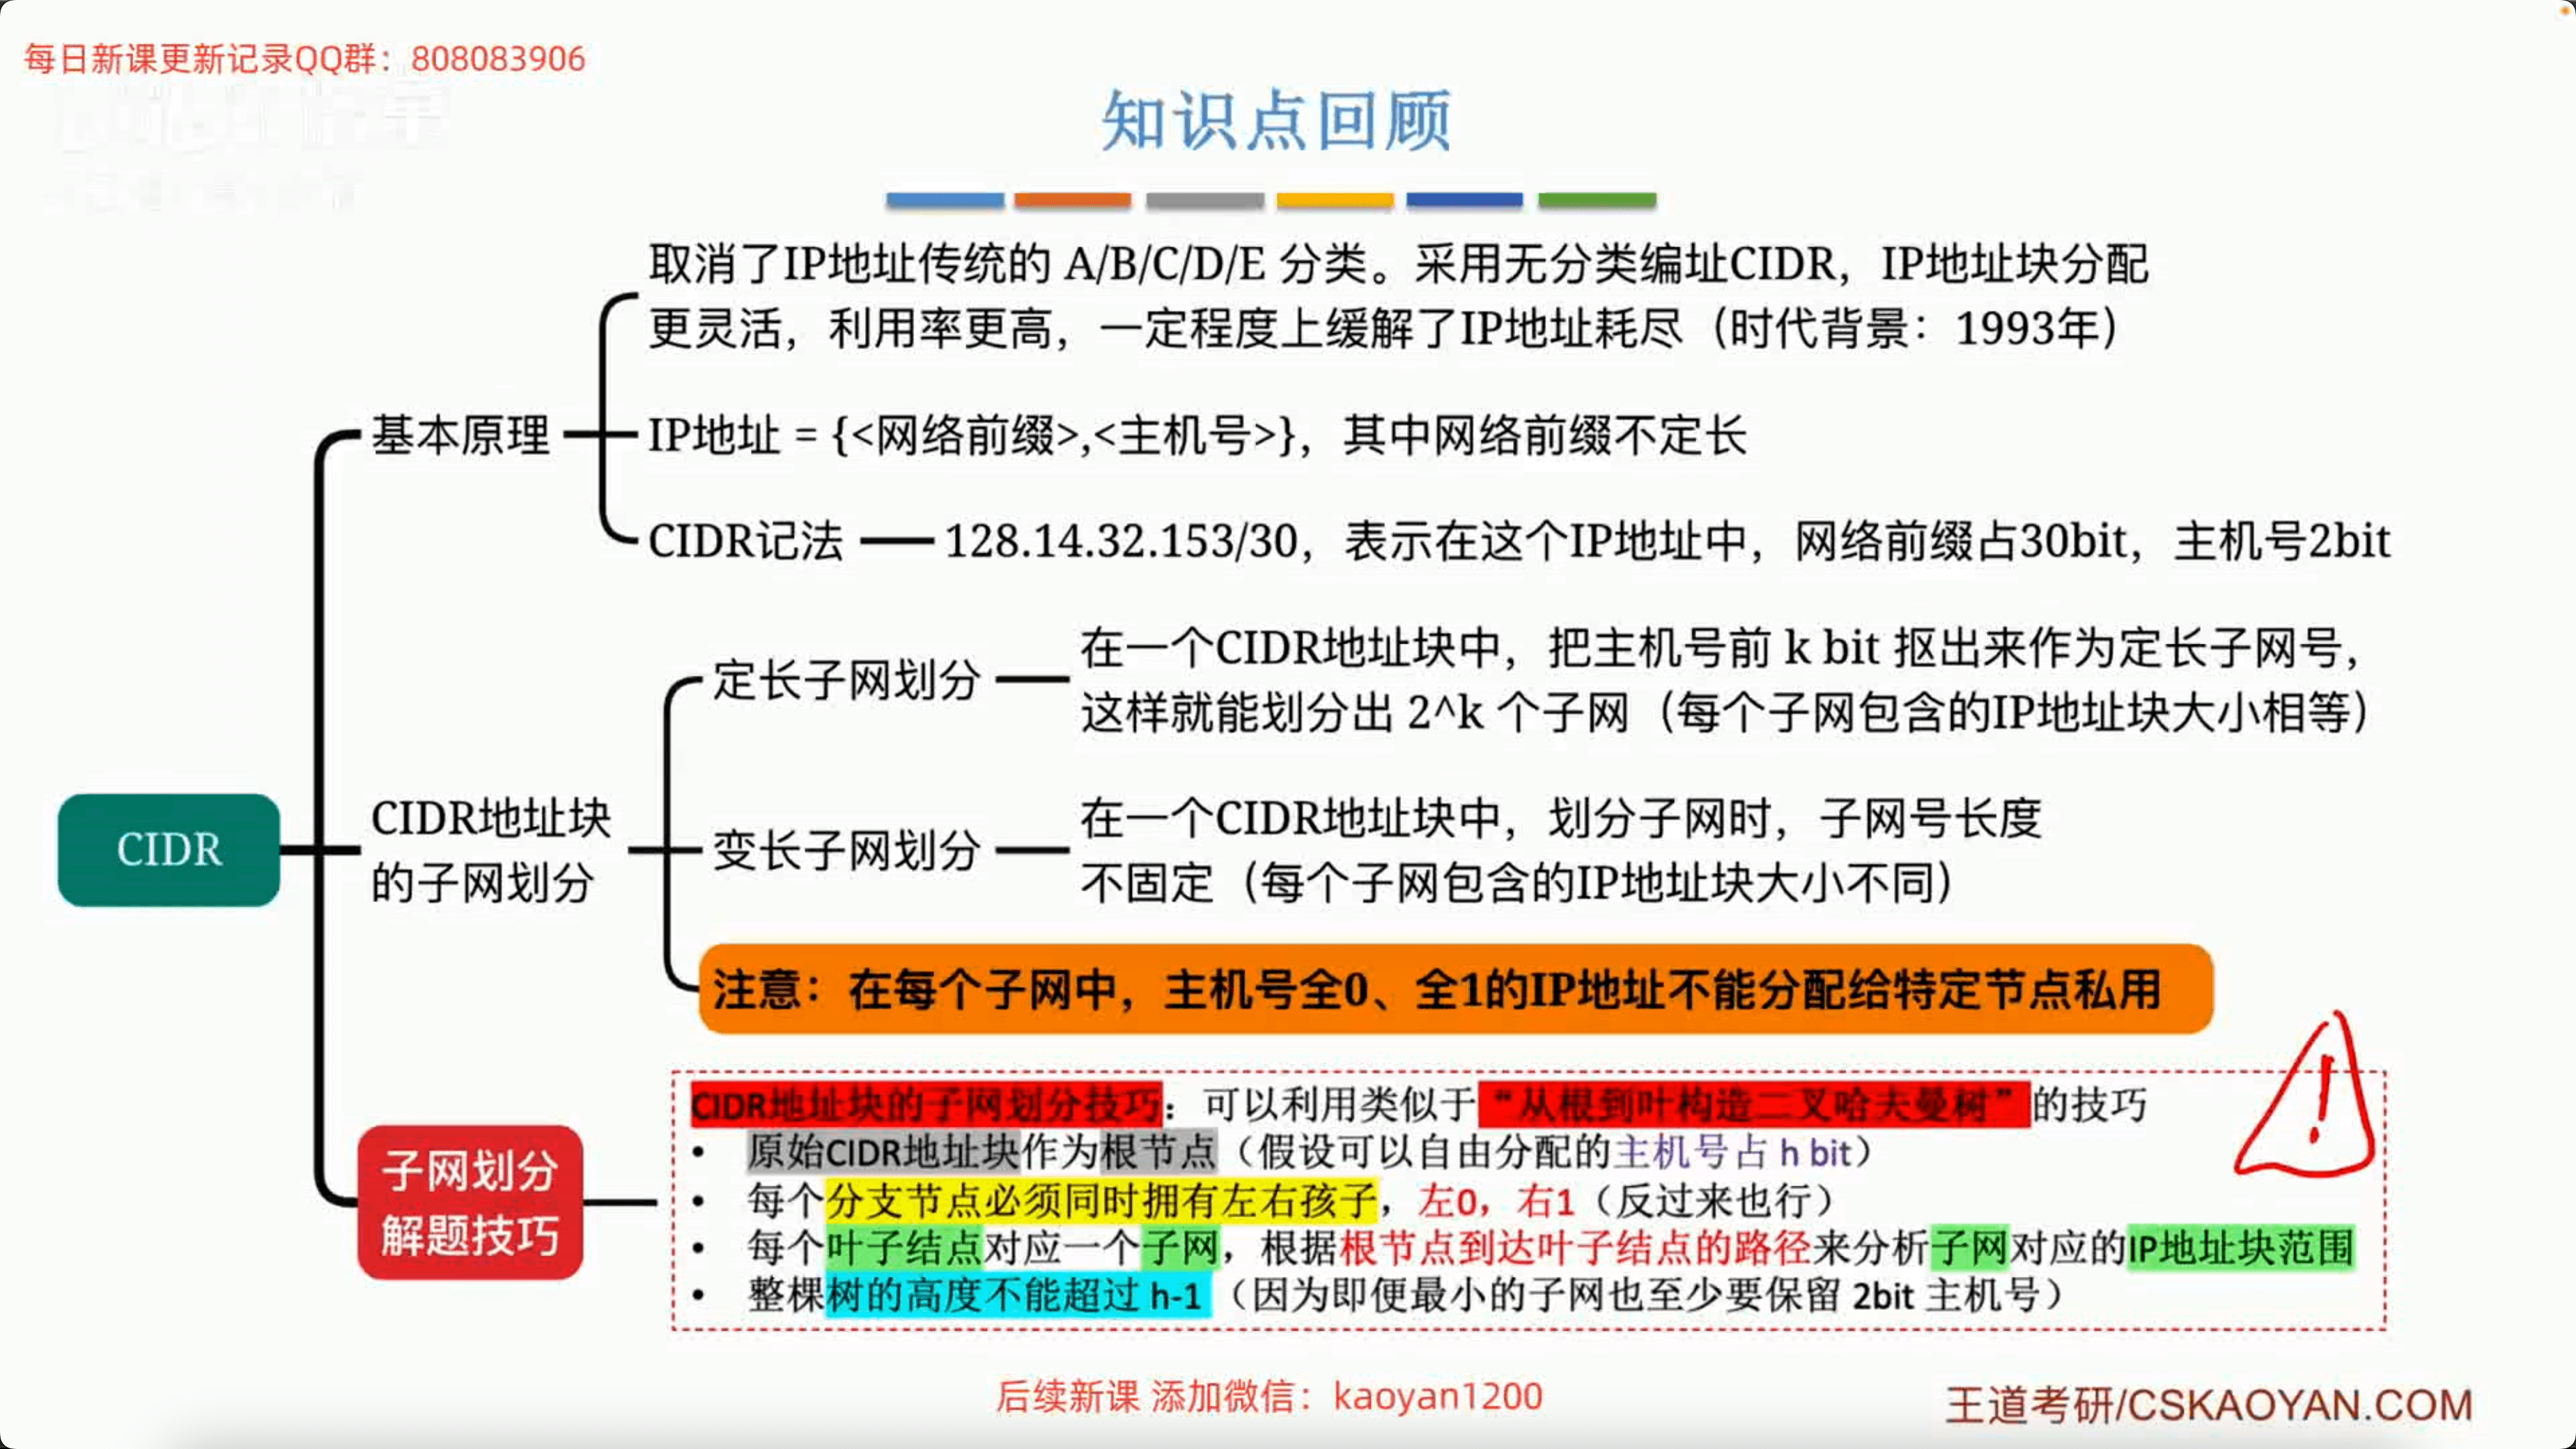 每日新课更新记录QQ群：808083906
知识点回顾
取消了IP地址传统的 A/B/C/D/E 分类。采用无分类编址CIDR，IP地址块分配
更灵活，利用率更高，一定程度上缓解了IP地址耗尽（时代背景：1993年）
基本原理
IP地址 = {<网络前缀>,<主机号>}，其中网络前缀不定长
CIDR记法
128.14.32.153/30，表示在这个IP地址中，网络前缀占30bit，主机号2bit
CIDR
CIDR地址块
的子网划分
定长子网划分
在一个CIDR地址块中，把主机号前 k bit 抠出来作为定长子网号，
这样就能划分出 2^k 个子网（每个子网包含的IP地址块大小相等）
变长子网划分
在一个CIDR地址块中，划分子网时，子网号长度
不固定（每个子网包含的IP地址块大小不同）
注意：在每个子网中，主机号全0、全1的IP地址不能分配给特定节点私用
子网划分
解题技巧
CIDR地址块的子网划分技巧：可以利用类似于“从根到叶构造二叉哈夫曼树”的技巧
• 原始CIDR地址块作为根节点（假设可以自由分配的主机号占 h bit）
• 每个分支节点必须同时拥有左右孩子，左0，右1（反过来也行）
• 每个叶子结点对应一个子网，根据根节点到达叶子结点的路径来分析子网对应的IP地址块范围
• 整棵树的高度不能超过 h-1（因为即便最小的子网也至少要保留 2bit 主机号）
后续新课 添加微信：kaoyan1200
王道考研/CSKAOYAN.COM